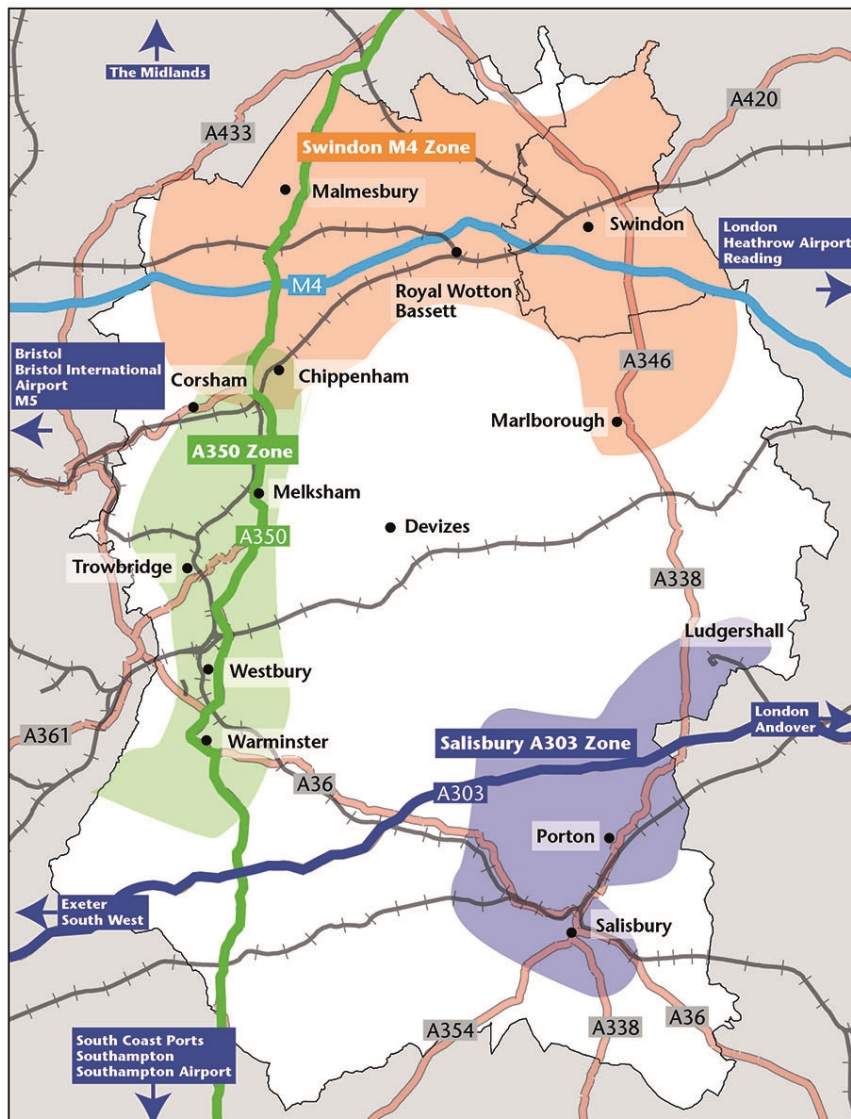 The Midlands
A433
A420
Swindon M4 Zone
Malmesbury
Swindon
London
Heathrow Airport
Reading
M4
Royal Wotton
Bassett
Bristol
Bristol International
Airport
M5
Corsham
Chippenham
A346
Marlborough
A350 Zone
Melksham
Devizes
A350
Trowbridge
A338
Ludgershall
Westbury
London
Andover
A361
Warminster
Salisbury A303 Zone
A36
A303
Porton
Exeter
South West
Salisbury
A354
A338
A36
South Coast Ports
Southampton
Southampton Airport